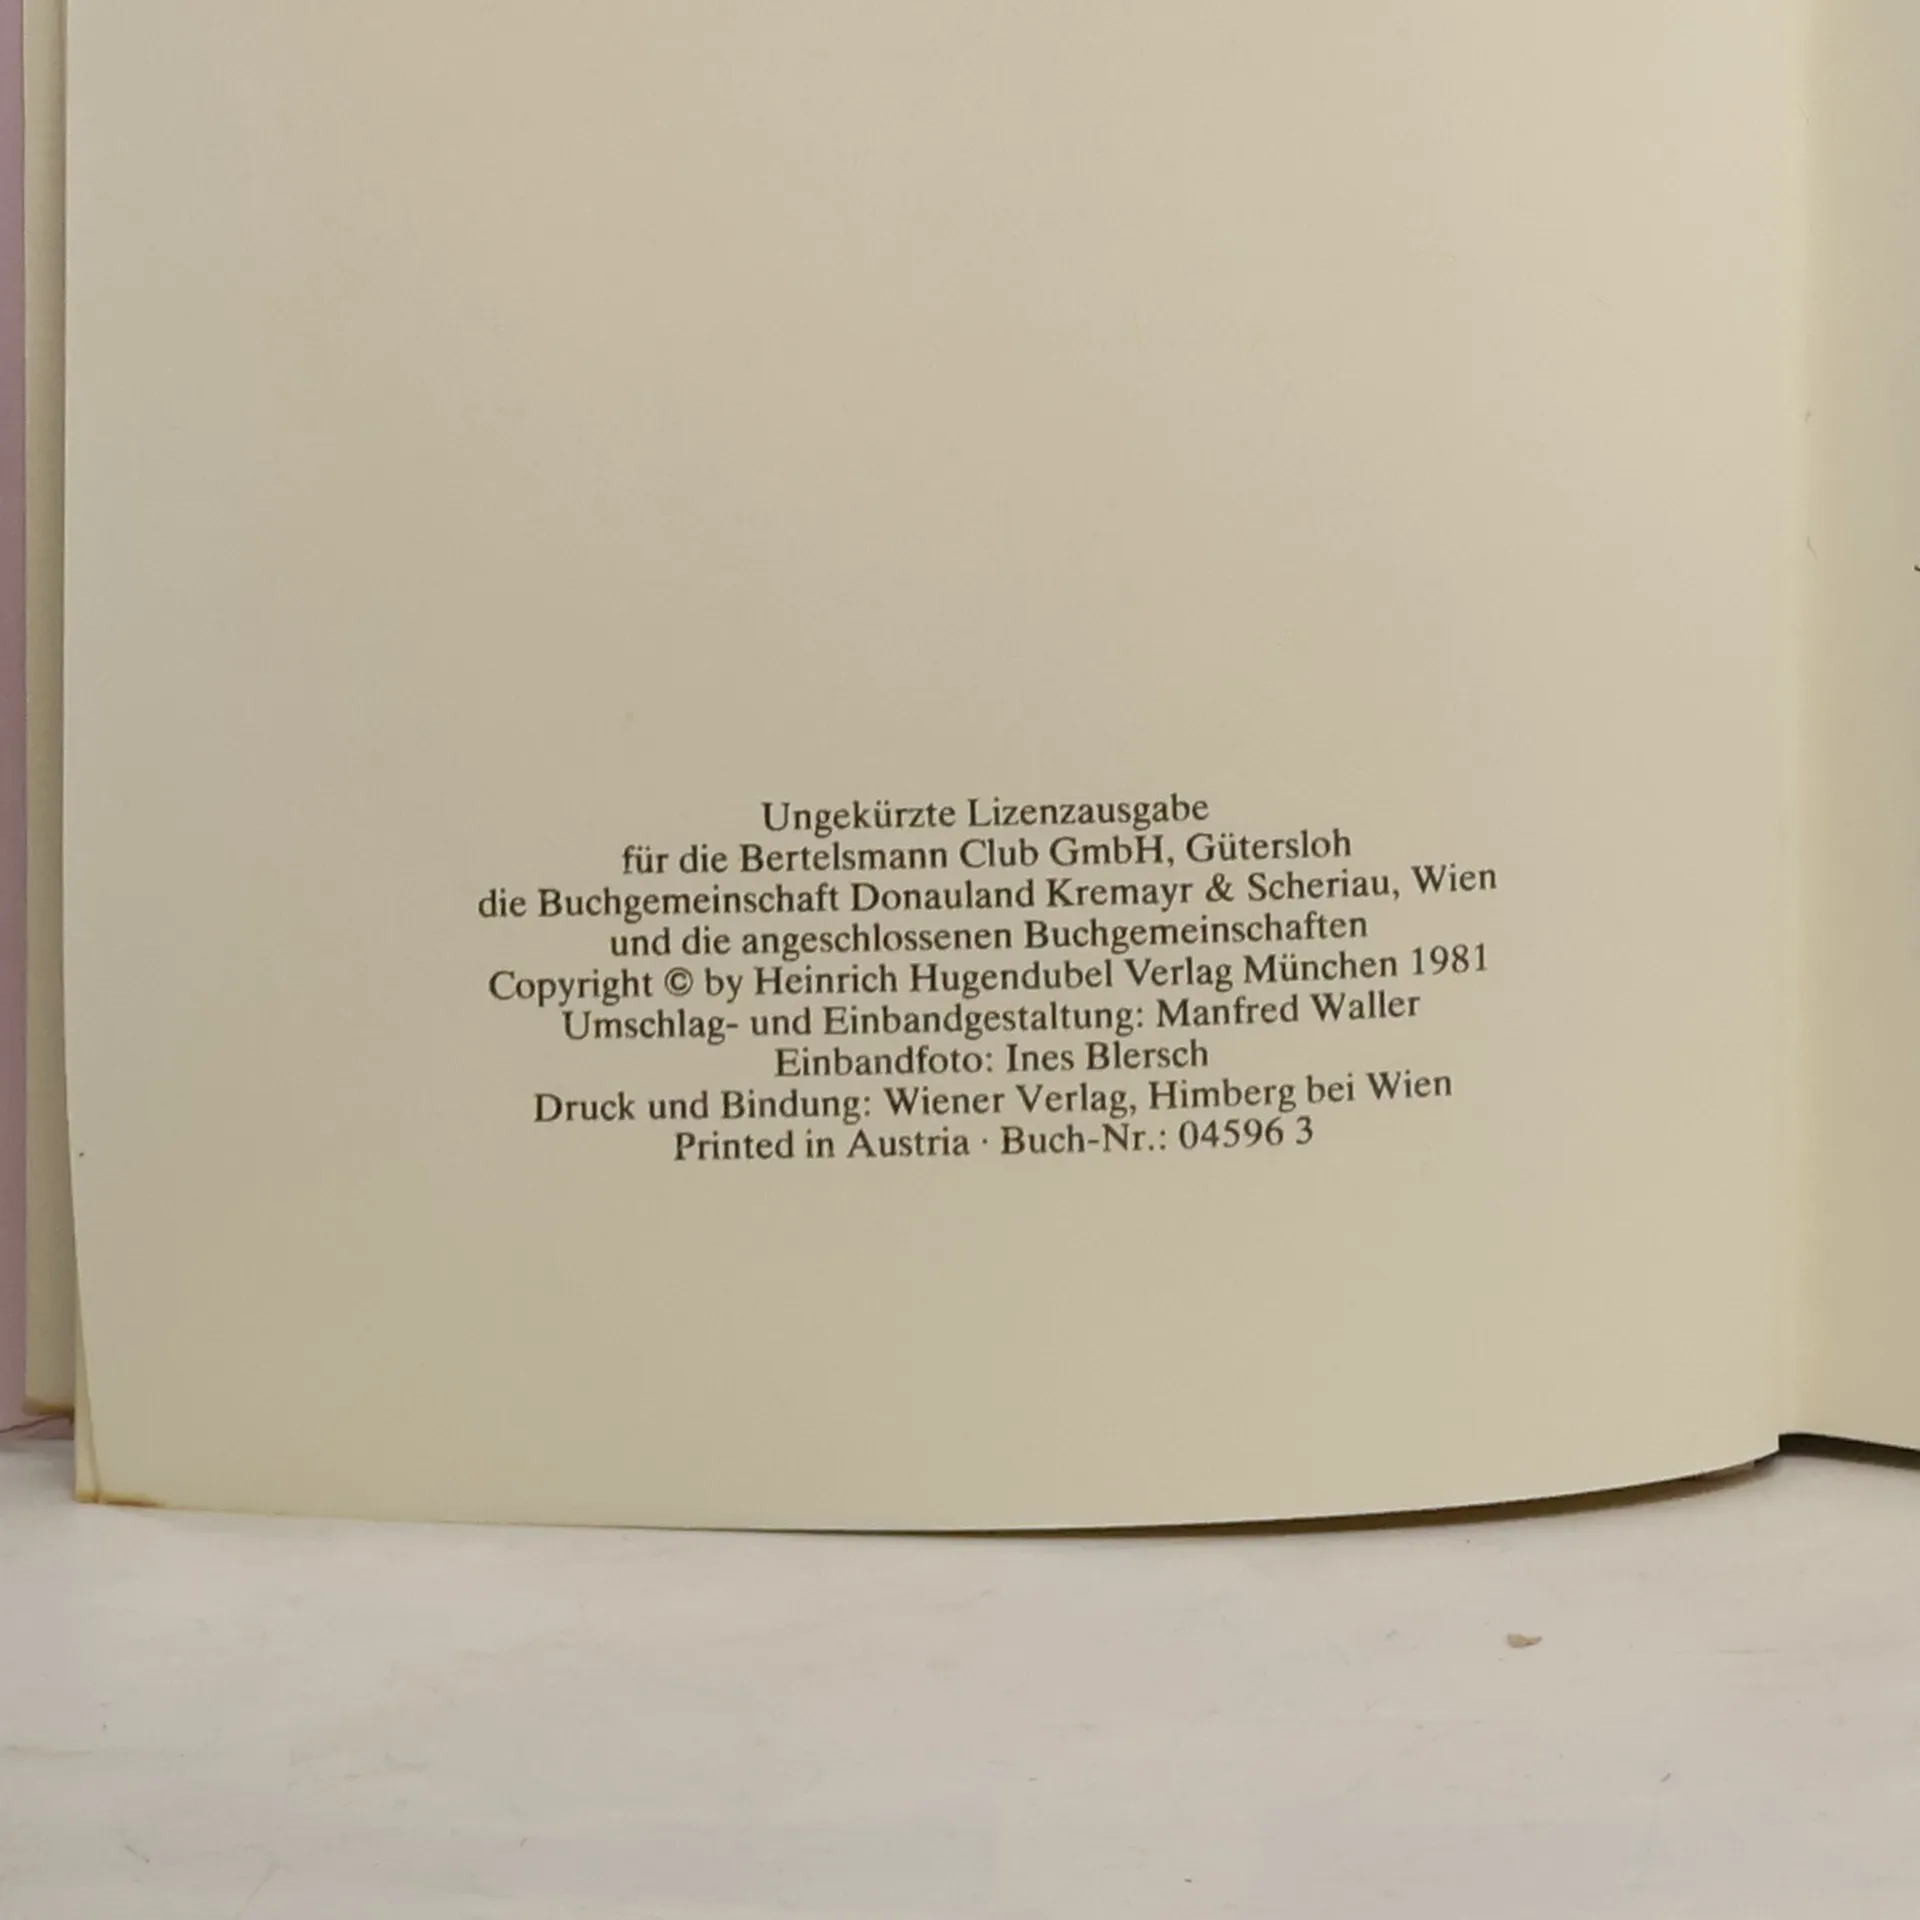 Ungekürzte Lizenzausgabe
für die Bertelsmann Club GmbH, Gütersloh
die Buchgemeinschaft Donauland Kremayr & Scheriau, Wien
und die angeschlossenen Buchgemeinschaften
Copyright © by Heinrich Hugendubel Verlag München 1981
Umschlag- und Einbandgestaltung: Manfred Waller
Einbandfoto: Ines Blersch
Druck und Bindung: Wiener Verlag, Himberg bei Wien
Printed in Austria · Buch-Nr.: 04596 3